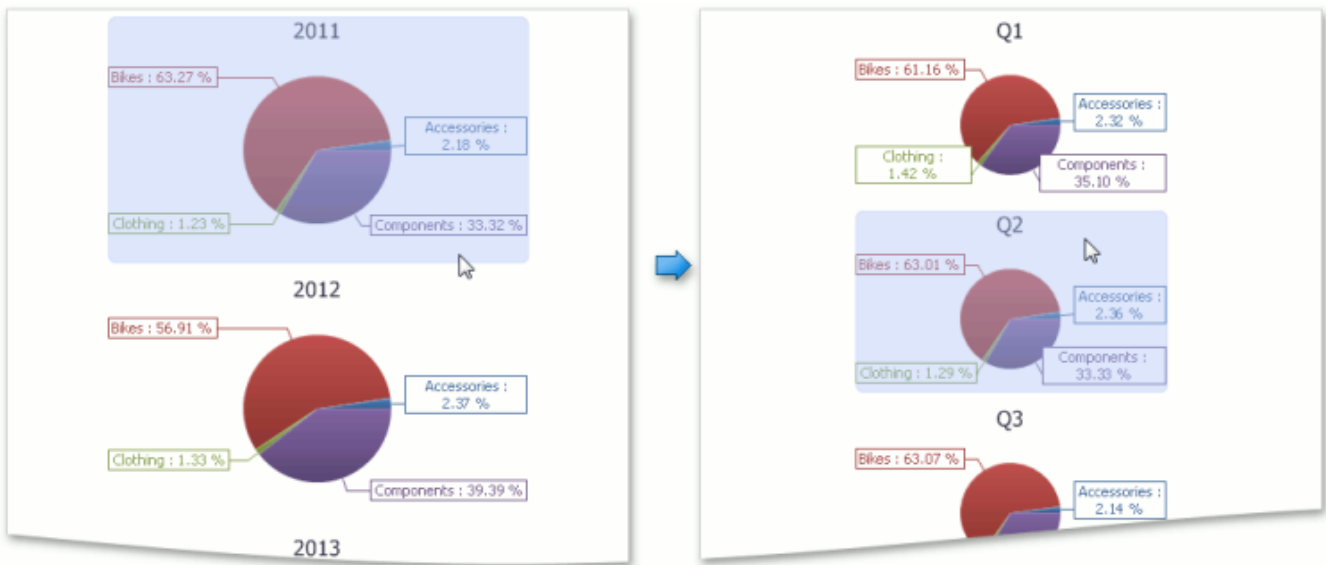 2011
Bikes : 63.27 %
Accessories :
2.18 %
Clothing : 1.23 %
Components : 33.32 %
2012
Bikes : 56.91 %
Accessories :
2.37 %
Clothing : 1.33 %
Components : 39.39 %
2013
Q1
Bikes : 61.16 %
Accessories :
2.32 %
Clothing :
1.42 %
Components :
35.10 %
Q2
Bikes : 63.01 %
Accessories :
2.36 %
Clothing : 1.29 %
Components :
33.33 %
Q3
Bikes : 63.07 %
Accessories :
2.14 %